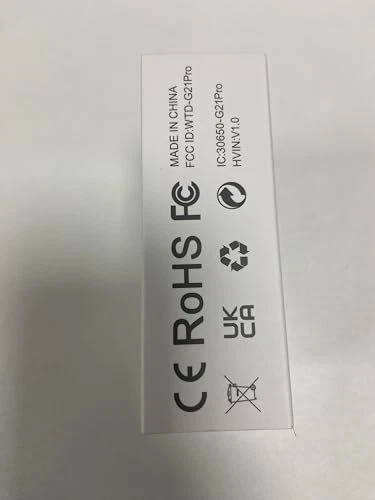 CE RoHS FC
MADE IN CHINA
FCC ID:WTD-G21Pro
UK
CA
IC:30650-G21Pro
HVIN:V1.0